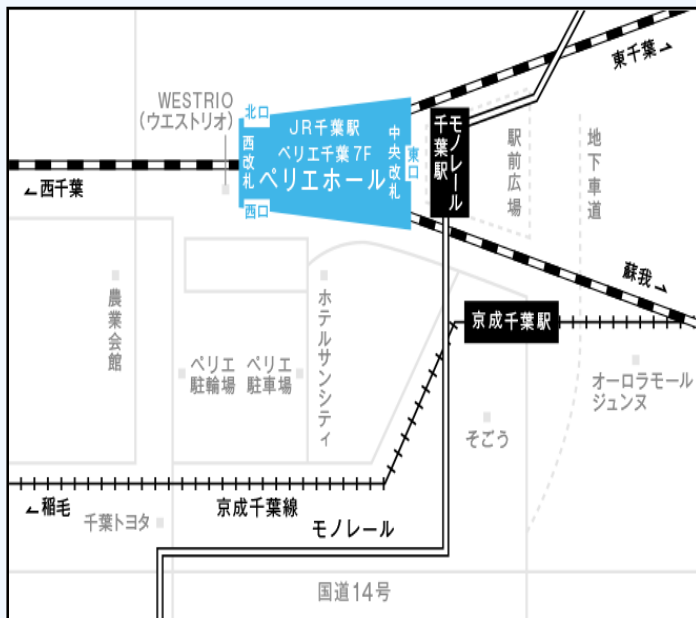 東千葉
WESTRIO
(ウエストリオ)
北口
JR千葉駅
ペリエ千葉 7F
ペリエホール
西改札
中央改札
東口
西口
モノレール
千葉駅
駅前広場
地下車道
西千葉
蘇我
農業会館
ペリエ
駐輪場
ペリエ
駐車場
ホテルサンシティ
京成千葉駅
オーロラモール
ジュンヌ
そごう
稲毛
京成千葉線
千葉トヨタ
モノレール
国道14号